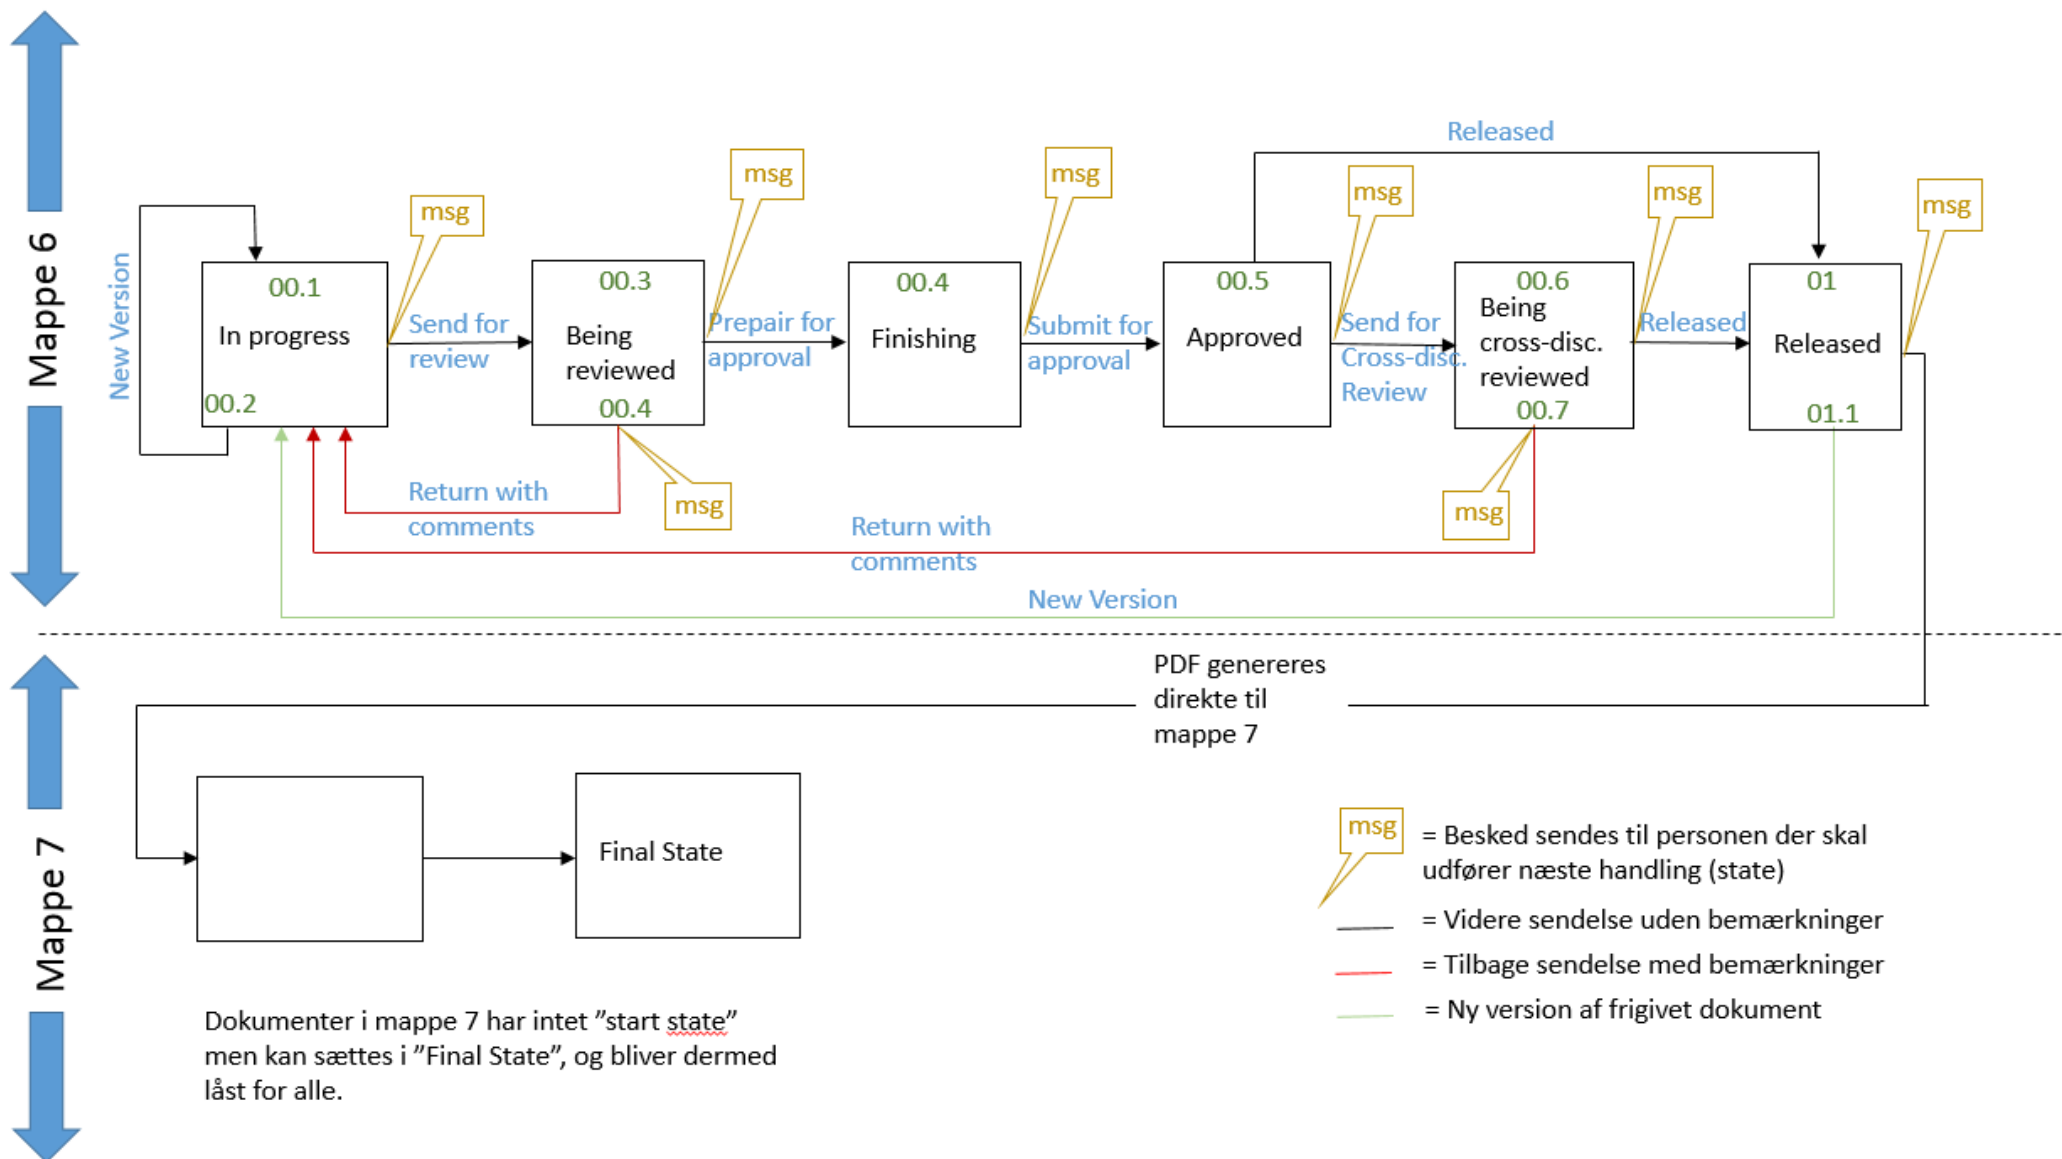 Mappe 6
New Version
00.1
In progress
00.2
msg
Send for
review
00.3
Being
reviewed
00.4
msg
msg
Prepair for
approval
00.4
Finishing
msg
Submit for
approval
00.5
Approved
Released
msg
Send for
Cross-disc.
Review
00.6
Being
cross-disc.
reviewed
00.7
msg
msg
Released
01
Released
01.1
msg
Return with
comments
Return with
comments
New Version
Mappe 7
PDF genereres
direkte til
mappe 7
Final State
Dokumenter i mappe 7 har intet ”start state”
men kan sættes i ”Final State”, og bliver dermed
låst for alle.
msg
= Besked sendes til personen der skal
udfører næste handling (state)
= Videre sendelse uden bemærkninger
= Tilbage sendelse med bemærkninger
= Ny version af frigivet dokument